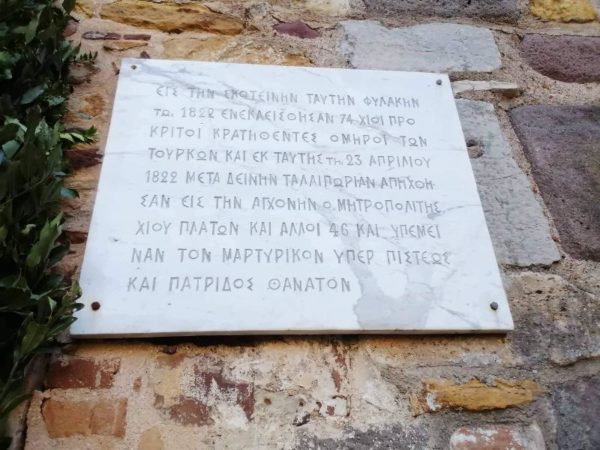 ΕΙΣ ΤΗΝ ΣΚΟΤΕΙΝΗΝ ΤΑΥΤΗΝ ΦΥΛΑΚΗΝ
ΤΩ. 1822 ΕΝΕΚΛΕΙΣΘΗΣΑΝ 74 ΧΙΟΙ ΠΡΟ
ΚΡΙΤΟΙ ΚΡΑΤΗΘΕΝΤΕΣ ΟΜΗΡΟΙ ΤΩΝ
ΤΟΥΡΚΩΝ ΚΑΙ ΕΚ ΤΑΥΤΗΣ ΤΗ. 23 ΑΠΡΙΛΙΟΥ
1822 ΜΕΤΑ ΔΕΙΝΗΝ ΤΑΛΑΙΠΩΡΙΑΝ ΑΠΗΧΘΗ
ΣΑΝ ΕΙΣ ΤΗΝ ΑΓΧΟΝΗΝ Ο ΜΗΤΡΟΠΟΛΙΤΗΣ
ΧΙΟΥ ΠΛΑΤΩΝ ΚΑΙ ΑΛΛΟΙ 46 ΚΑΙ ΥΠΕΜΕΙ
ΝΑΝ ΤΟΝ ΜΑΡΤΥΡΙΚΟΝ ΥΠΕΡ ΠΙΣΤΕΩΣ
ΚΑΙ ΠΑΤΡΙΔΟΣ ΘΑΝΑΤΟΝ